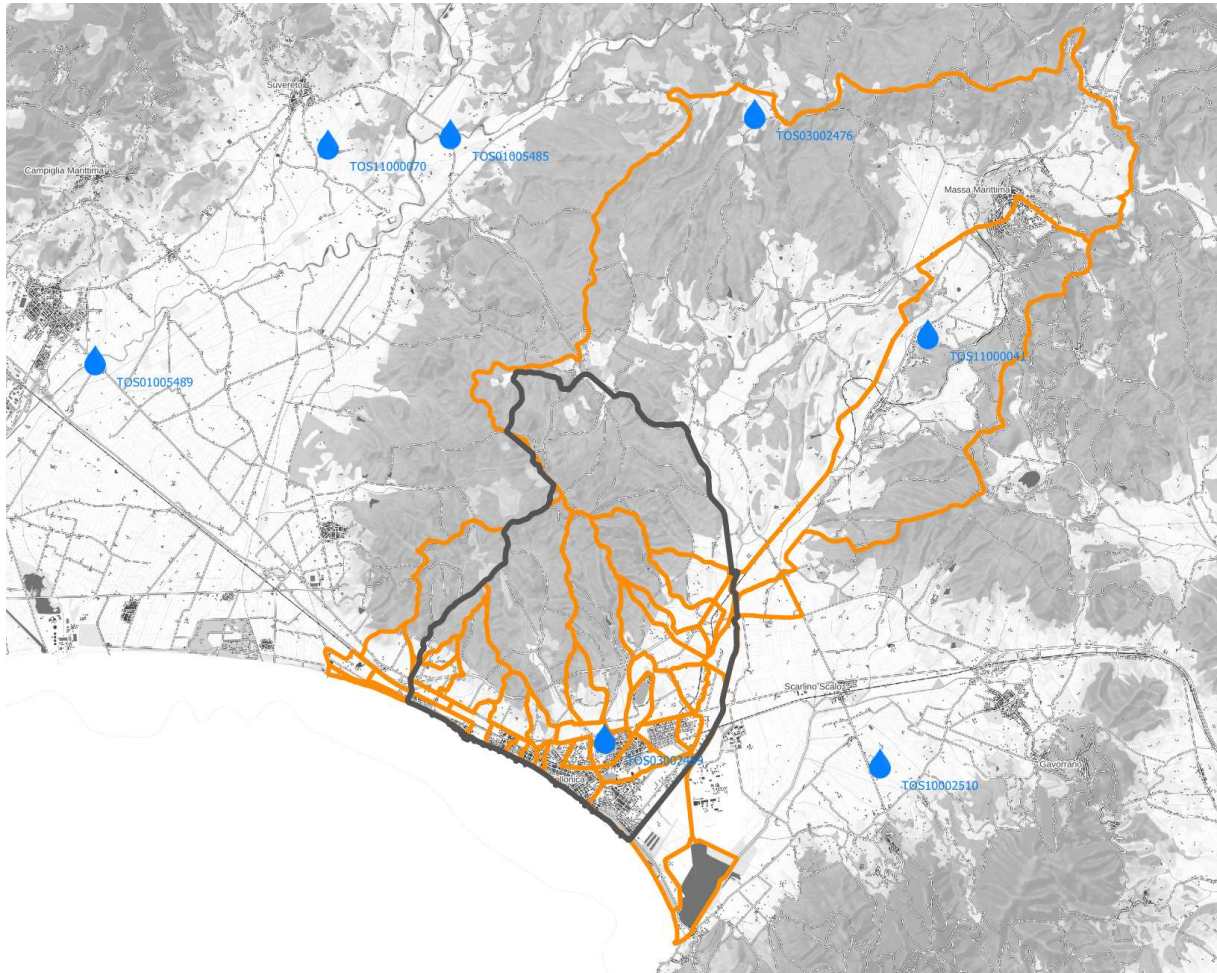 Suvereto
TOS03002476
TOS01005485
TOS11000070
Campiglia Marittima
Massa Marittima
TOS11000041
TOS01005489
Scarlino Scalo
Gavorrano
TOS10002510